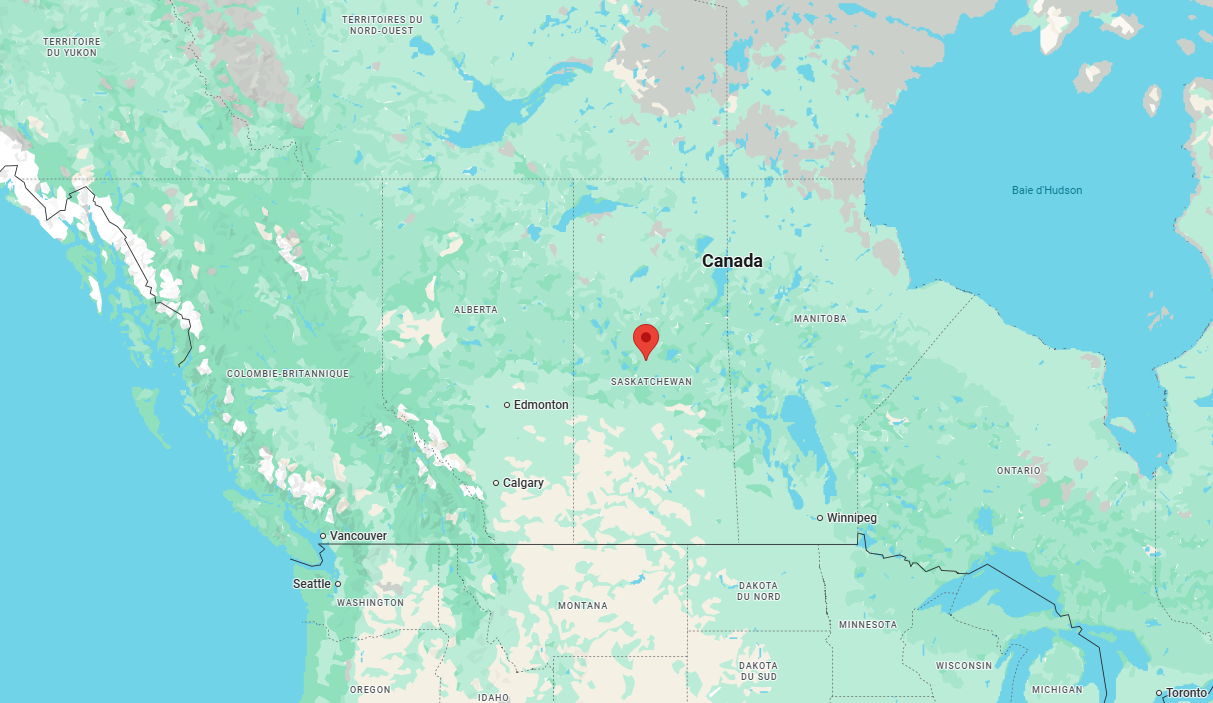 TERRITOIRES DU
NORD-OUEST
TERRITOIRE
DU YUKON
Baie d'Hudson
Canada
ALBERTA
MANITOBA
COLOMBIE-BRITANNIQUE
SASKATCHEWAN
Edmonton
ONTARIO
Calgary
Winnipeg
Vancouver
Seattle
WASHINGTON
MONTANA
DAKOTA
DU NORD
MINNESOTA
WISCONSIN
DAKOTA
DU SUD
OREGON
IDAHO
MICHIGAN
Toronto